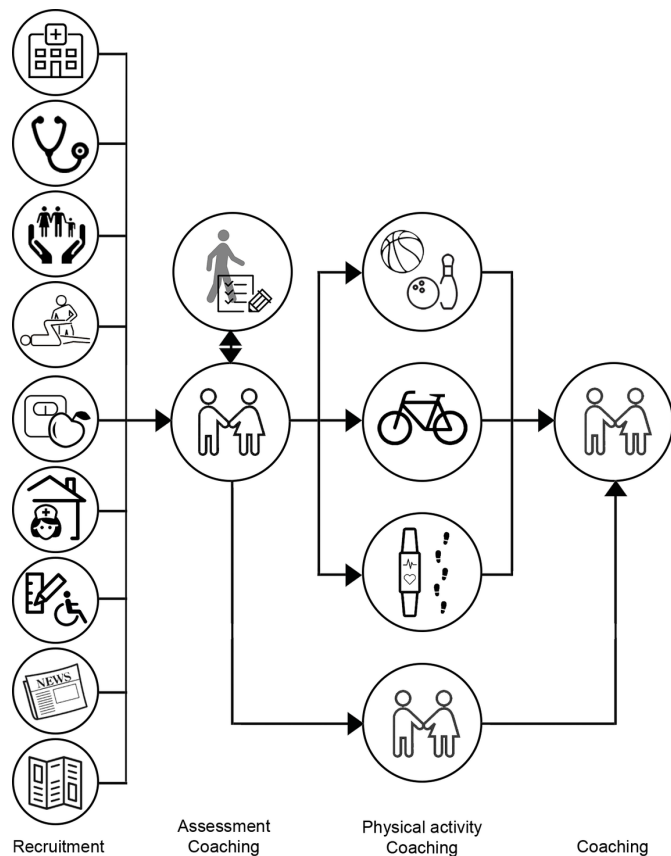 NEWS
Recruitment
Assessment
Coaching
Physical activity
Coaching
Coaching